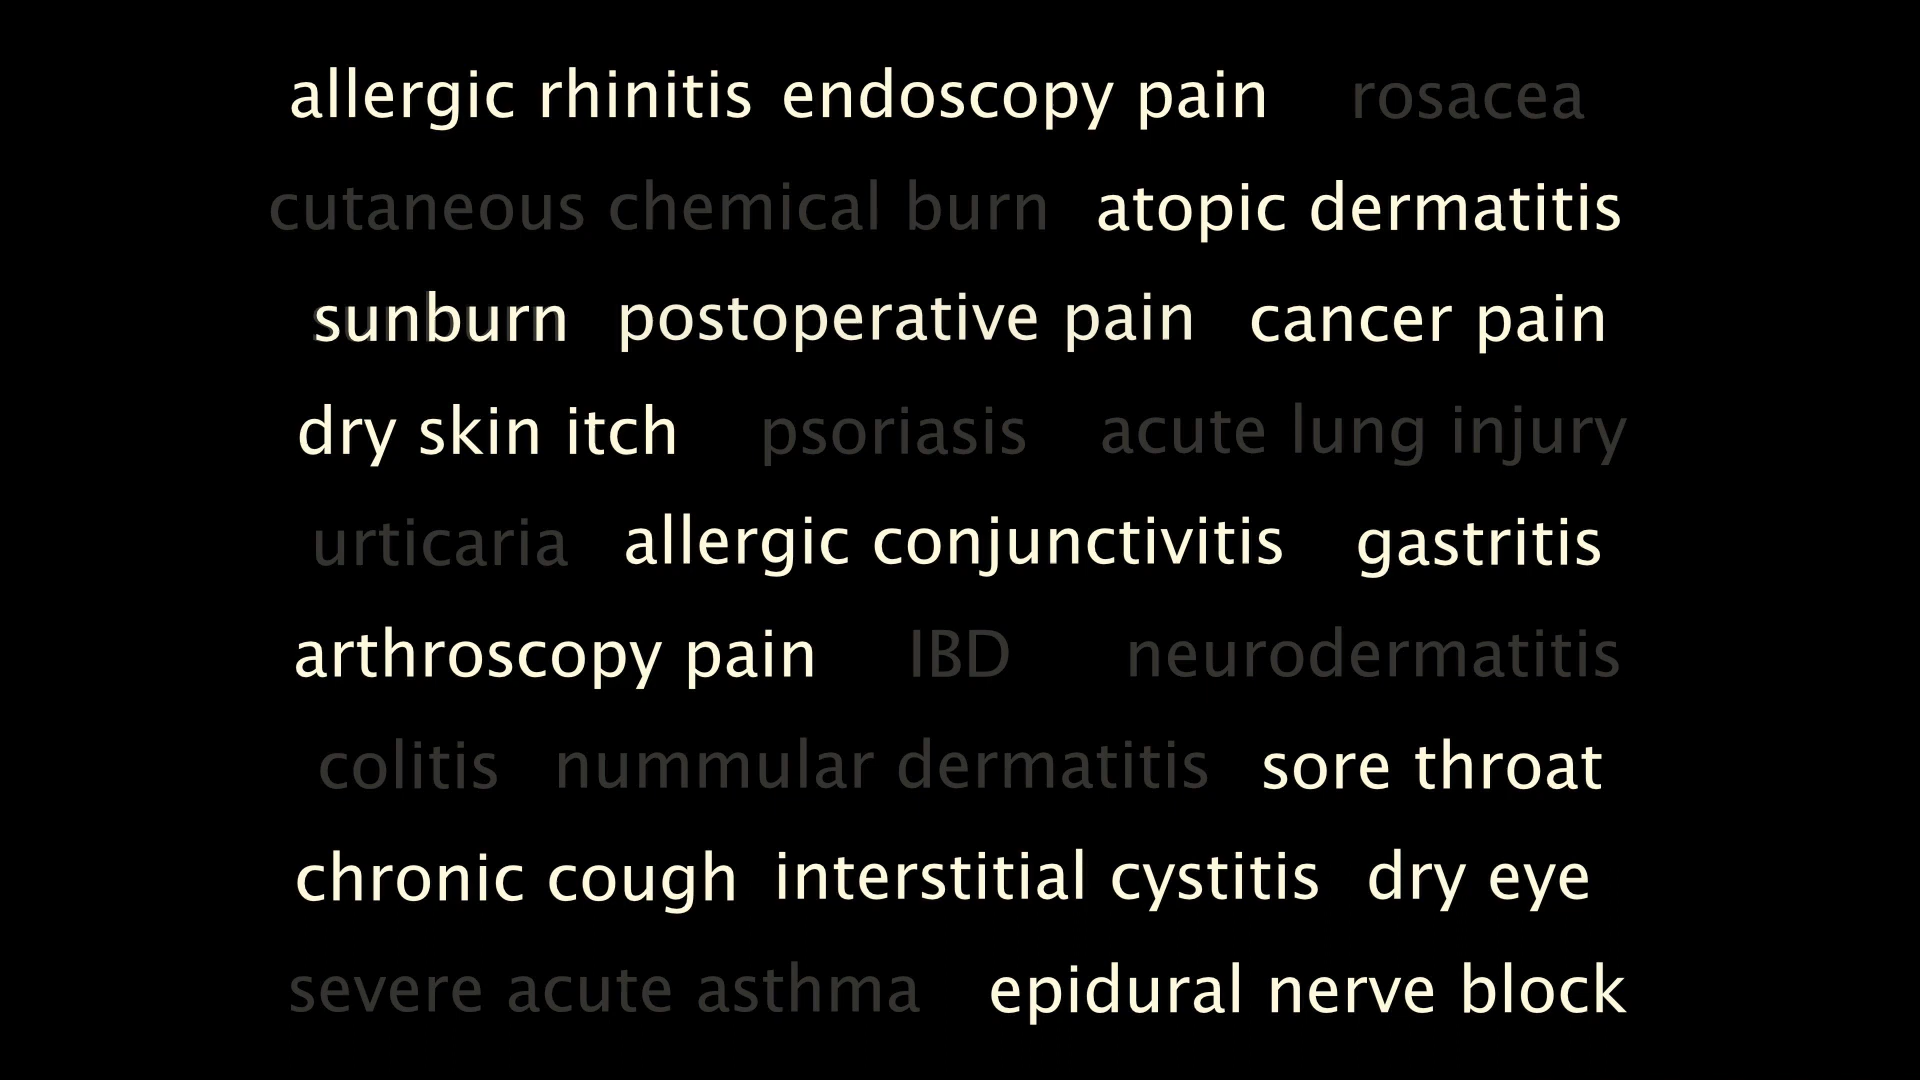 allergic rhinitis endoscopy pain rosacea
cutaneous chemical burn atopic dermatitis
sunburn postoperative pain cancer pain
dry skin itch psoriasis acute lung injury
urticaria allergic conjunctivitis gastritis
arthroscopy pain IBD neurodermatitis
colitis nummular dermatitis sore throat
chronic cough interstitial cystitis dry eye
severe acute asthma epidural nerve block